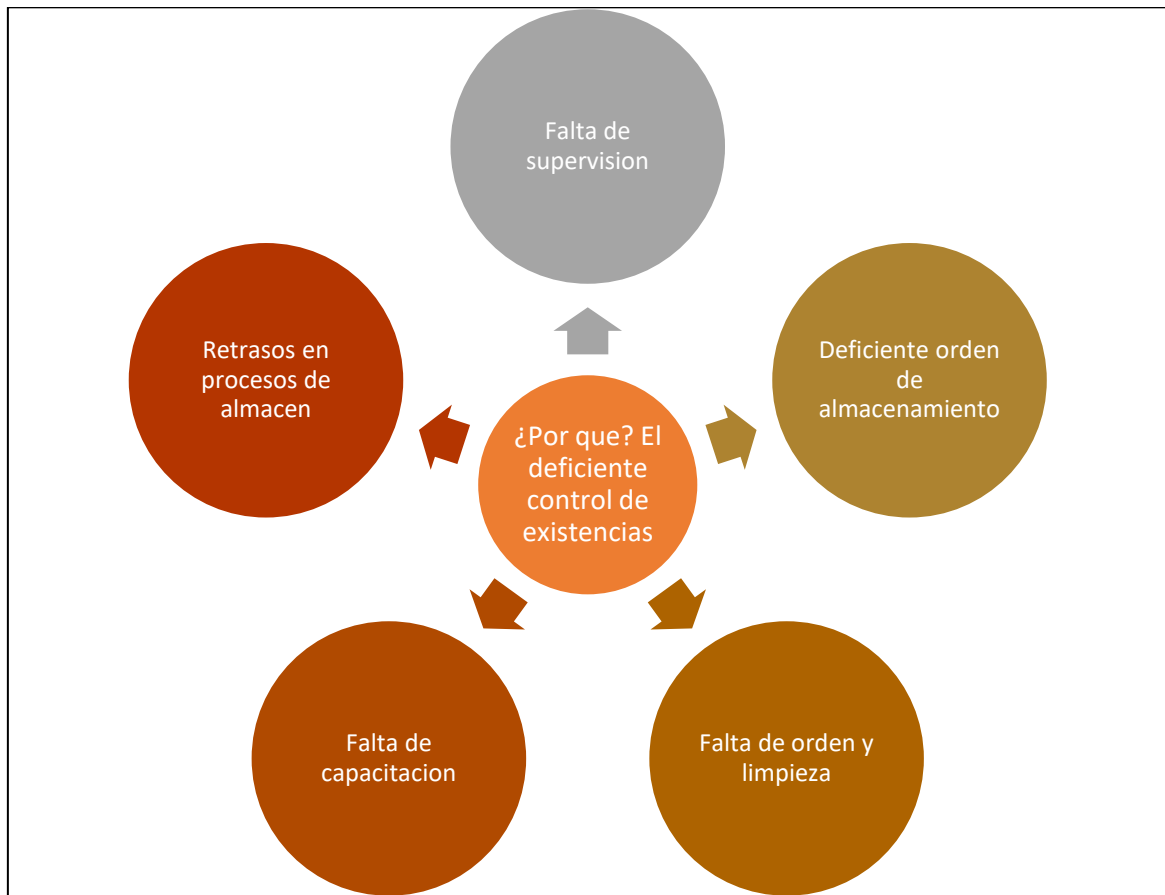 Falta de
supervision
Retrasos en
procesos de
almacen
Deficiente orden
de
almacenamiento
¿Por que? El
deficiente
control de
existencias
Falta de
capacitacion
Falta de orden y
limpieza